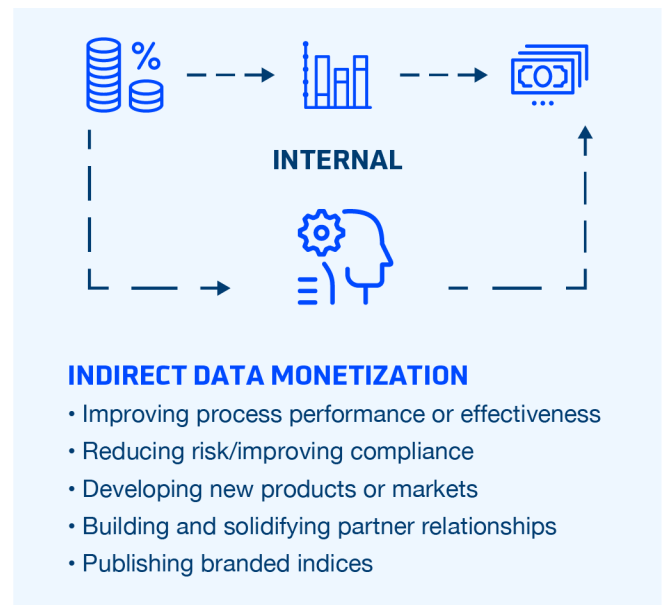 %
INTERNAL
INDIRECT DATA MONETIZATION
• Improving process performance or effectiveness
• Reducing risk/improving compliance
• Developing new products or markets
• Building and solidifying partner relationships
• Publishing branded indices